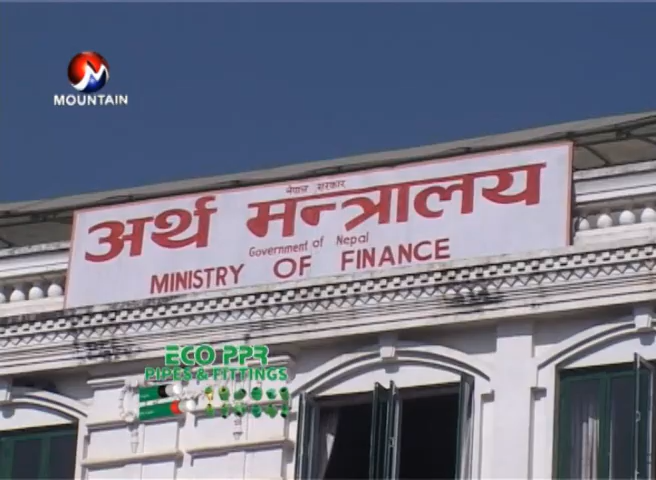 MOUNTAIN
नेपाल सरकार
अर्थ मन्त्रालय
Government of Nepal
MINISTRY OF FINANCE
ECO PPR
PIPES & FITTINGS